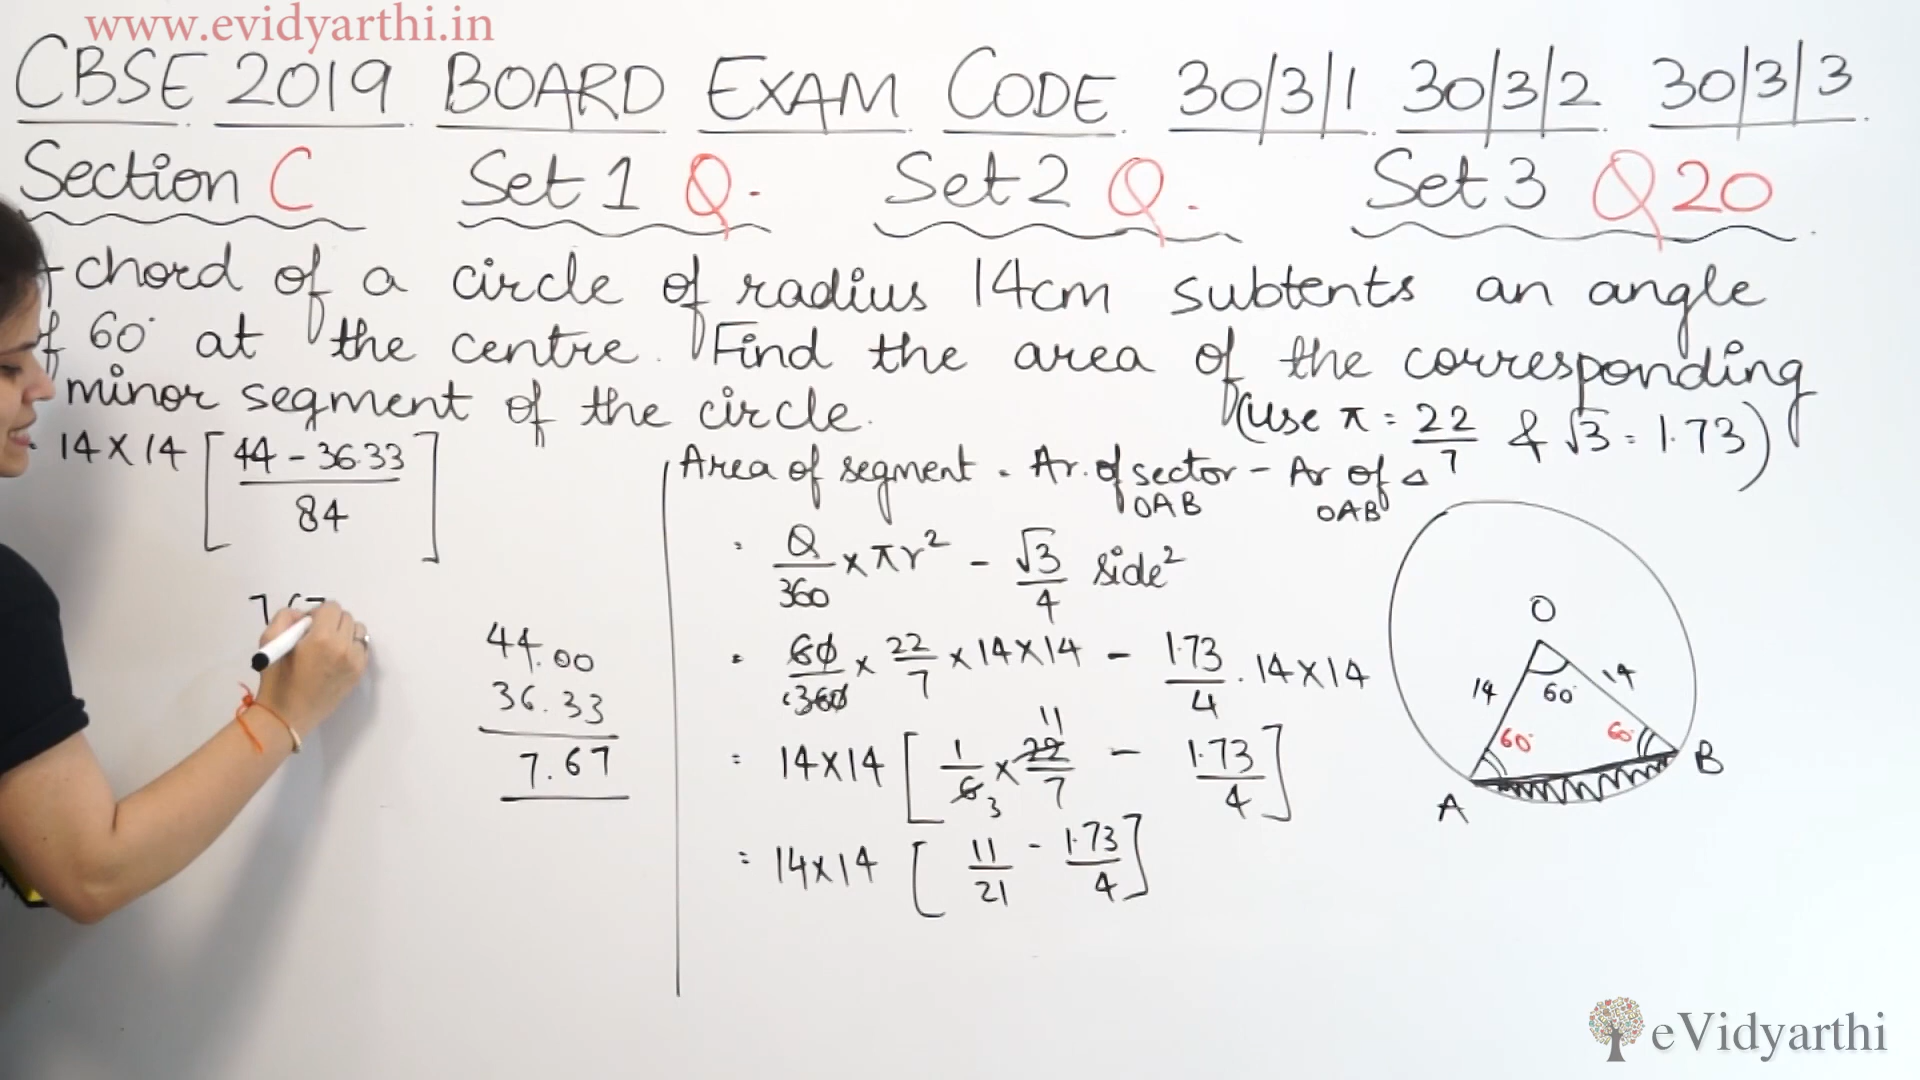 www.evidyarthi.in
CBSE 2019 BOARD EXAM CODE 30/3/1 30/3/2 30/3/3
Section C Set 1 Q. Set 2 Q. Set 3 Q20
chord of a circle of radius 14cm subtents an angle
60° at the centre. Find the area of the corresponding
minor segment of the circle. (use π = 22/7 & √3 = 1.73)
14×14 [44 - 36.33 / 84]
44.00
36.33
7.67
Area of segment = Ar. of sector OAB - Ar of △ OAB
= Q/360 × πr² - √3/4 side²
= 60/360 × 22/7 × 14×14 - 1.73/4 . 14×14
= 14×14 [1/6 3 × 22 11/7 - 1.73/4]
= 14×14 [11/21 - 1.73/4]
O
14 60° 14
60° 60°
A B
eVidyarthi